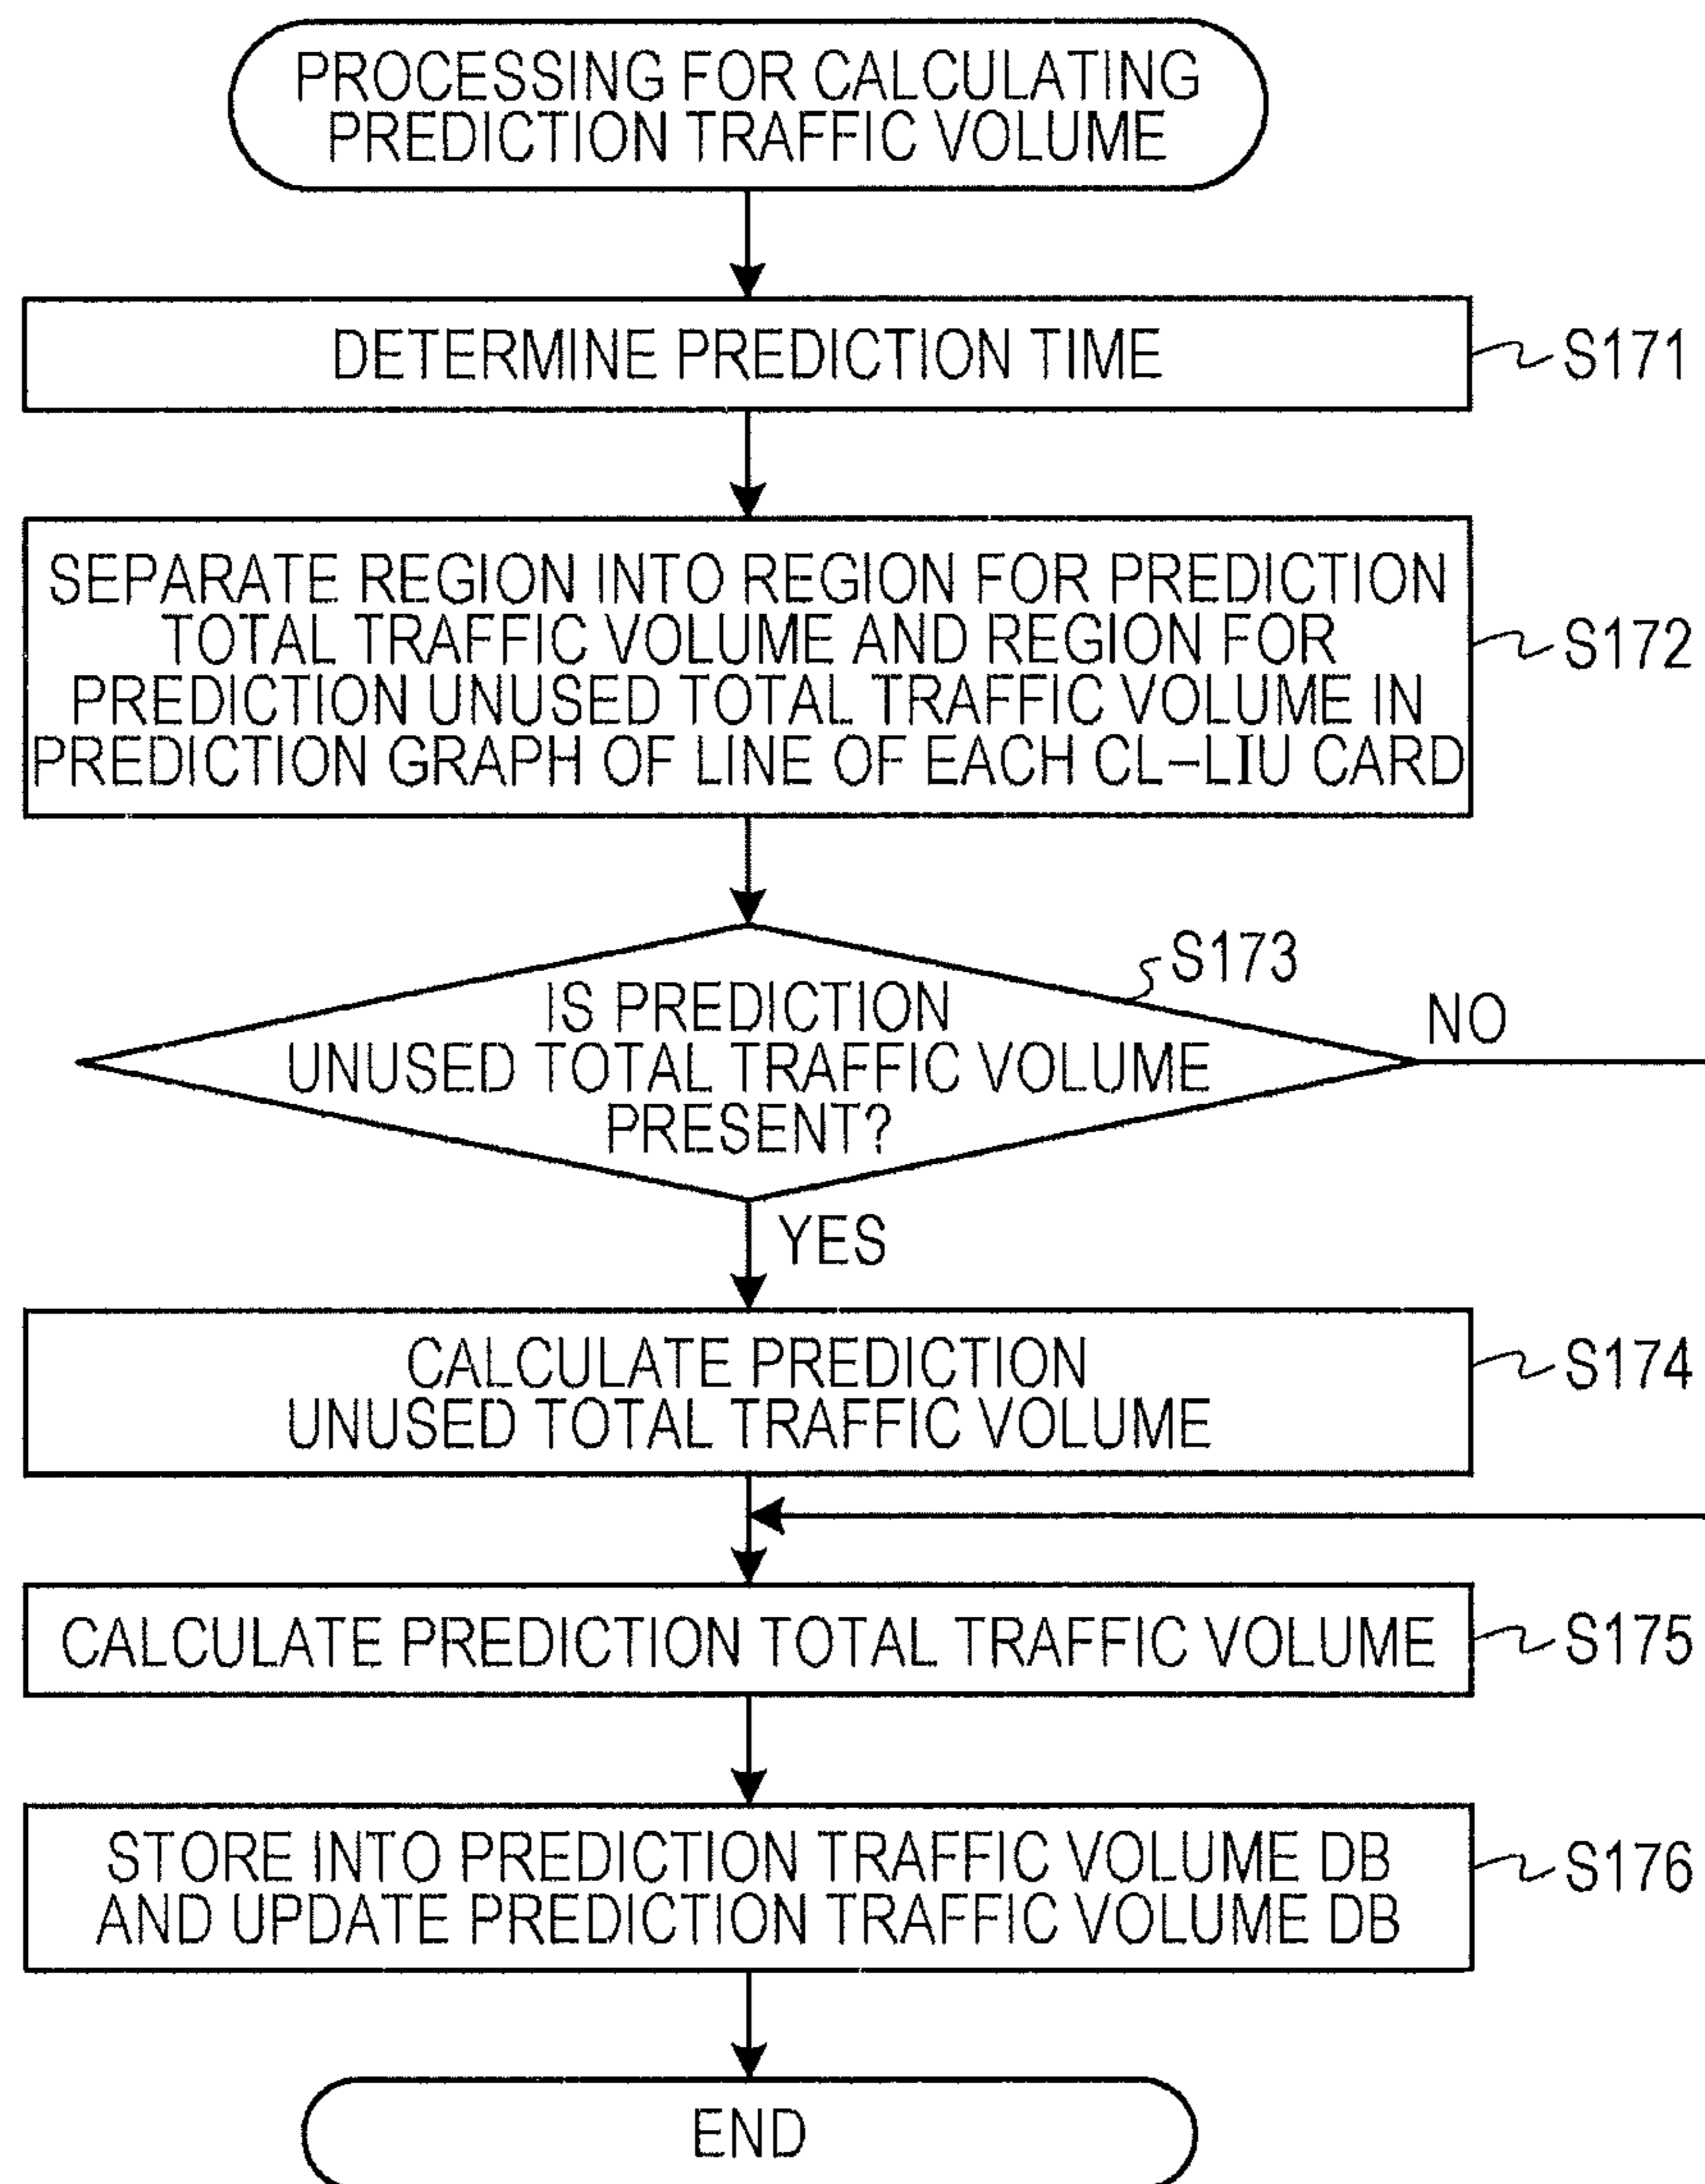 PROCESSING FOR CALCULATING
PREDICTION TRAFFIC VOLUME
DETERMINE PREDICTION TIME
S171
SEPARATE REGION INTO REGION FOR PREDICTION
TOTAL TRAFFIC VOLUME AND REGION FOR
PREDICTION UNUSED TOTAL TRAFFIC VOLUME IN
PREDICTION GRAPH OF LINE OF EACH CL-LIU CARD
S172
S173
IS PREDICTION
UNUSED TOTAL TRAFFIC VOLUME
PRESENT?
NO
YES
CALCULATE PREDICTION
UNUSED TOTAL TRAFFIC VOLUME
S174
CALCULATE PREDICTION TOTAL TRAFFIC VOLUME
S175
STORE INTO PREDICTION TRAFFIC VOLUME DB
AND UPDATE PREDICTION TRAFFIC VOLUME DB
S176
END